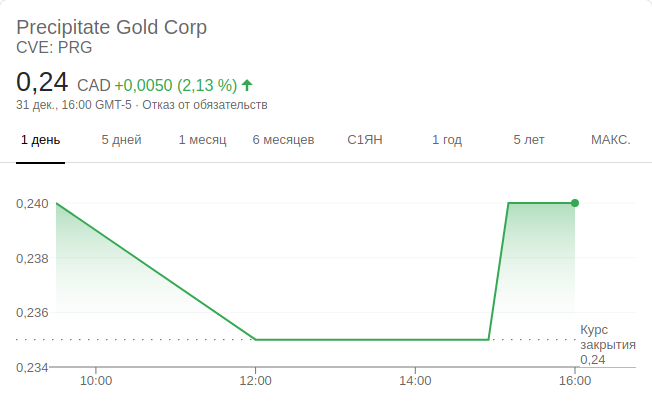 Precipitate Gold Corp
CVE: PRG
0,24 CAD +0,0050 (2,13 %)
31 дек., 16:00 GMT-5 · Отказ от обязательств
1 день 5 дней 1 месяц 6 месяцев С1ЯН 1 год 5 лет МАКС.
0,240
0,238
0,236
Курс
закрытия
0,24
0,234
10:00 12:00 14:00 16:00